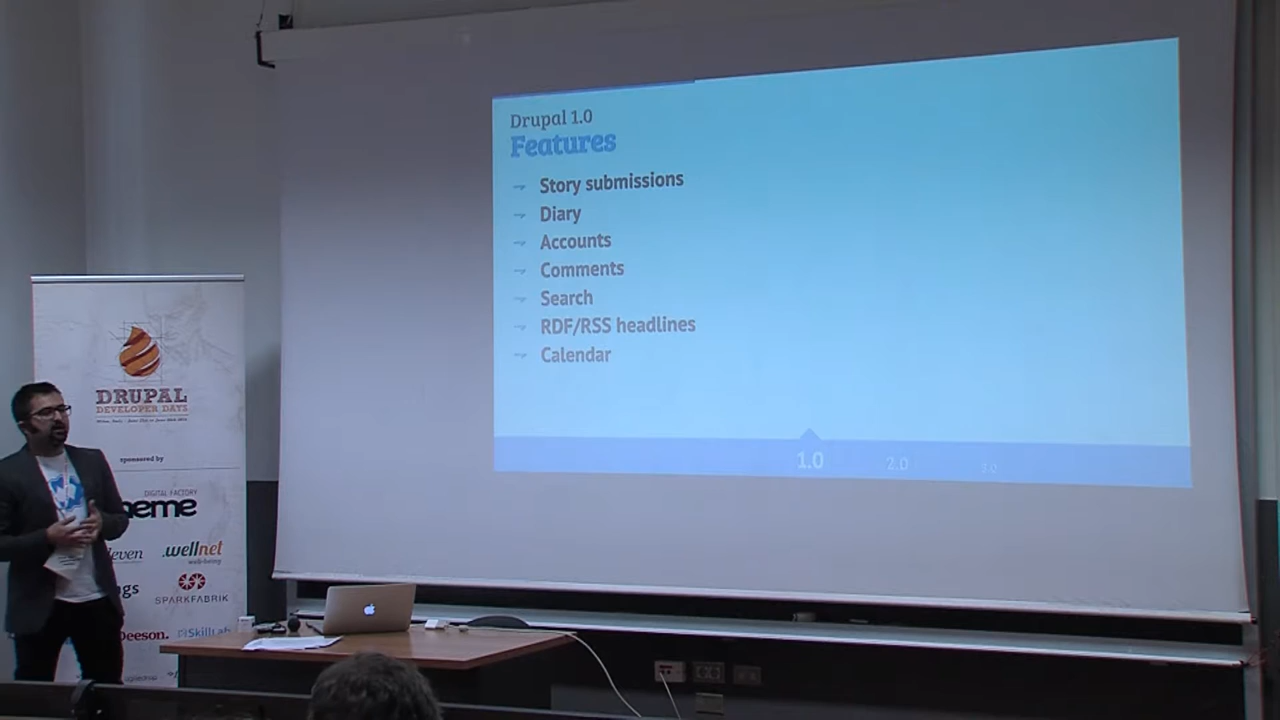 Drupal 1.0
Features
→ Story submissions
→ Diary
→ Accounts
→ Comments
→ Search
→ RDF/RSS headlines
→ Calendar
1.0 2.0 3.0
DRUPAL
DEVELOPER DAYS
sponsored by
DIGITAL FACTORY
.wellnet
well-being
SPARKFABRIK
Deeson.
SkillLab